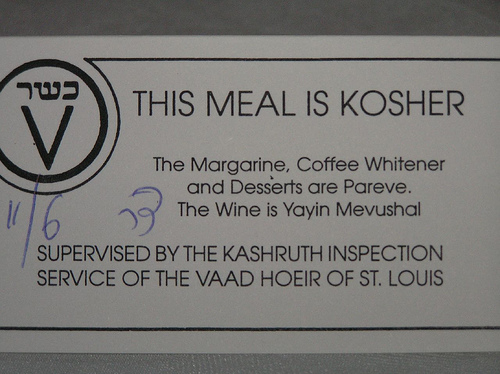 כשר
V
THIS MEAL IS KOSHER
The Margarine, Coffee Whitener
and Desserts are Pareve.
The Wine is Yayin Mevushal
11/6
SUPERVISED BY THE KASHRUTH INSPECTION
SERVICE OF THE VAAD HOEIR OF ST. LOUIS